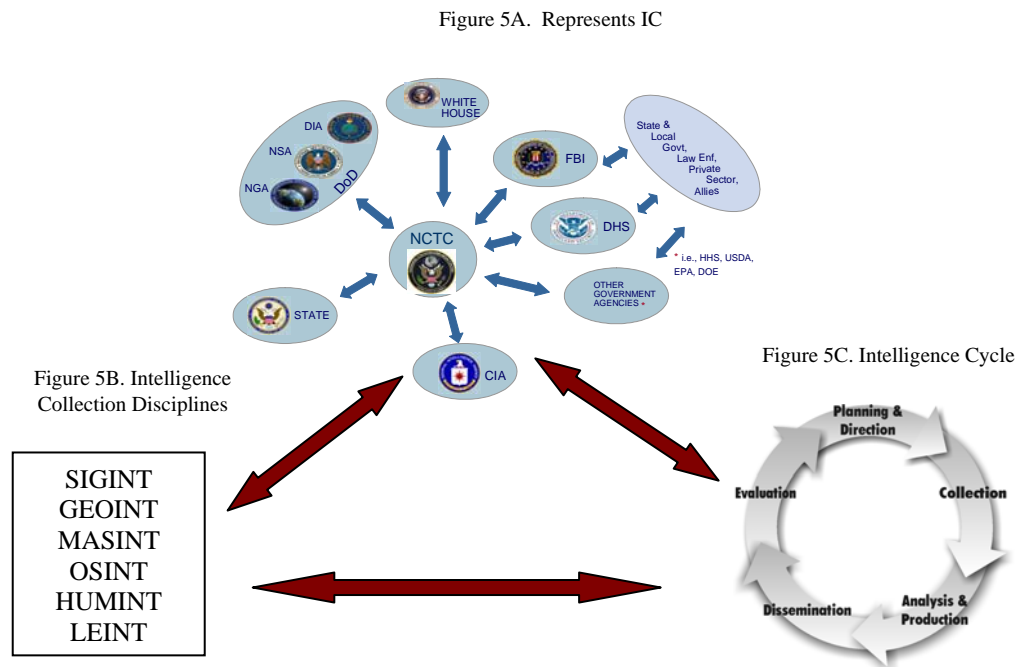 Figure 5A.  Represents IC
WHITE
HOUSE
DIA
NSA
NGA
DoD
FBI
State &
Local
Govt,
Law Enf,
Private
Sector,
Allies
DHS
NCTC
* i.e., HHS, USDA,
EPA, DOE
OTHER
GOVERNMENT
AGENCIES *
STATE
CIA
Figure 5B. Intelligence
Collection Disciplines
SIGINT
GEOINT
MASINT
OSINT
HUMINT
LEINT
Figure 5C. Intelligence Cycle
Planning &
Direction
Evaluation
Collection
Dissemination
Analysis &
Production